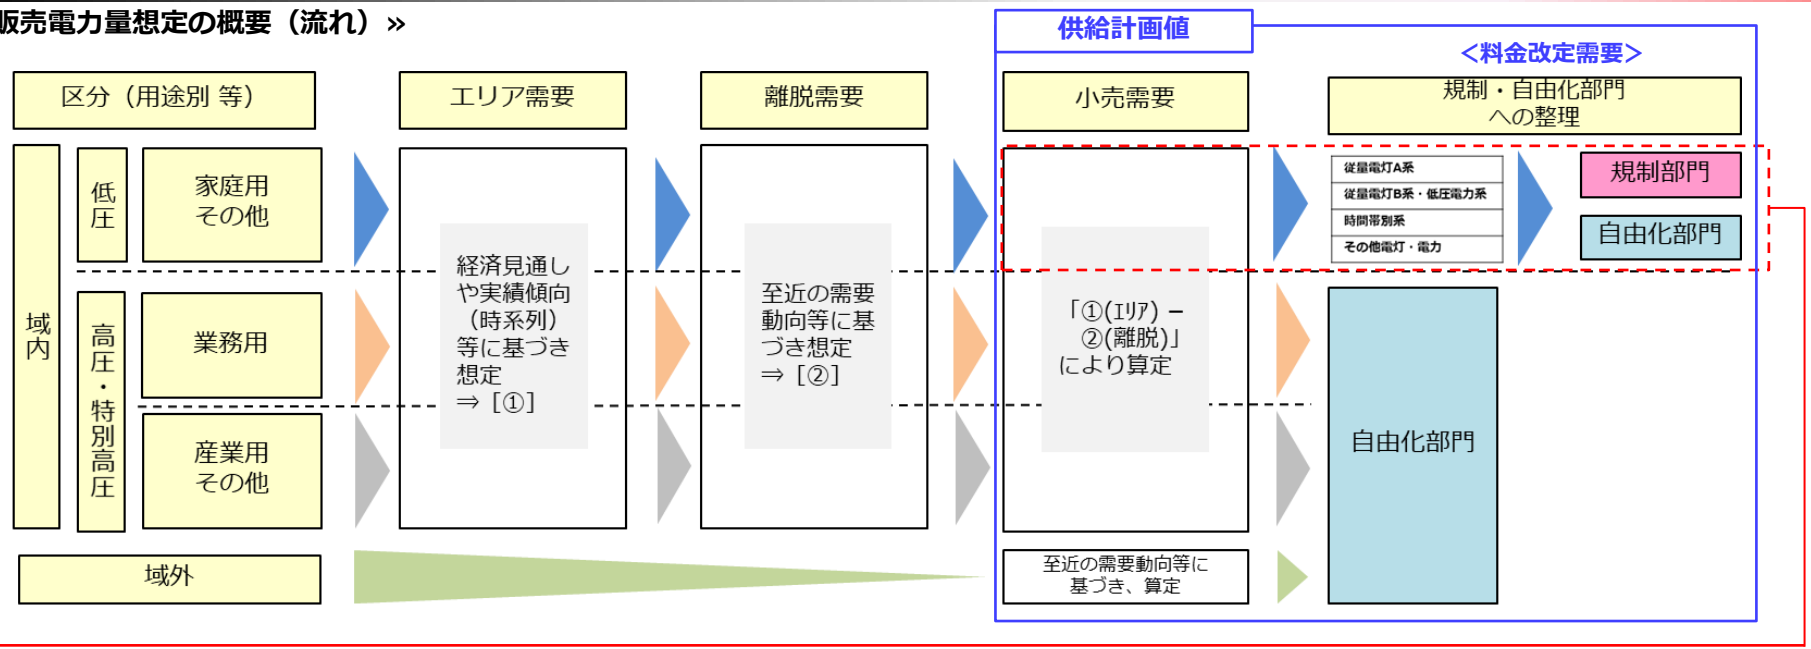 販売電力量想定の概要（流れ）»
供給計画値
＜料金改定需要＞
区分（用途別 等）
エリア需要
離脱需要
小売需要
規制・自由化部門
への整理
域内
低圧
家庭用
その他
高圧・特別高圧
業務用
産業用
その他
域外
経済見通し
や実績傾向
（時系列）
等に基づき
想定
⇒［①］
至近の需要
動向等に基
づき想定
⇒［②］
「①(ｴﾘｱ) −
②(離脱)」
により算定
至近の需要動向等に
基づき、算定
従量電灯A系
従量電灯B系・低圧電力系
時間帯別系
その他電灯・電力
規制部門
自由化部門
自由化部門